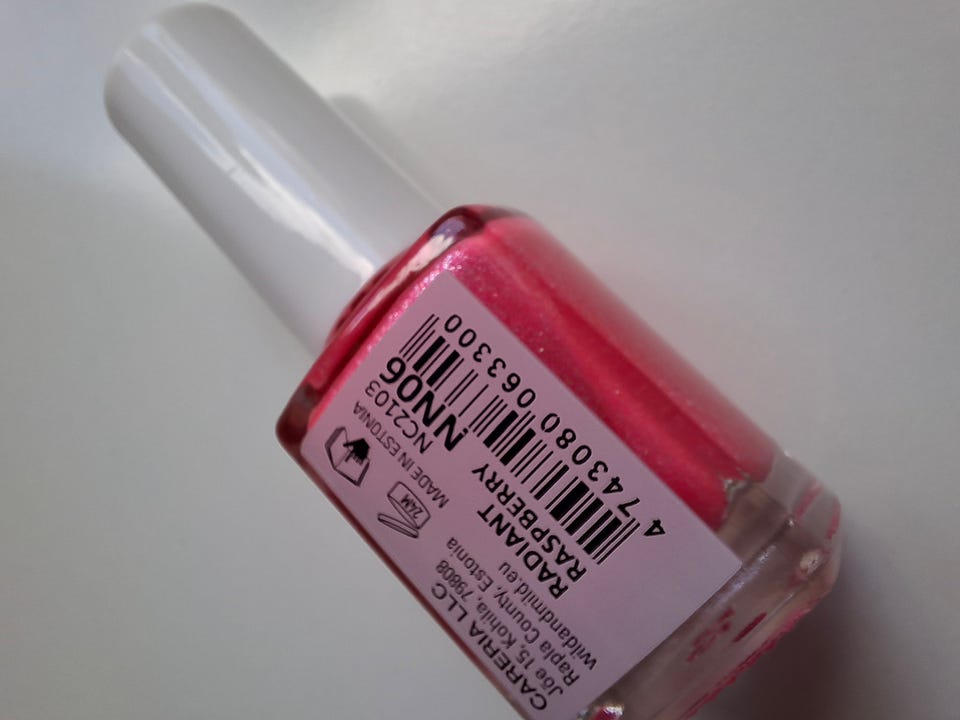 CARERIA LLC
Jõe 15, Kohila, 79808
Rapla County, Estonia
wildandmild.eu
RADIANT
RASPBERRY
24M
MADE IN ESTONIA
NC2103
NN06
4 743080 063300